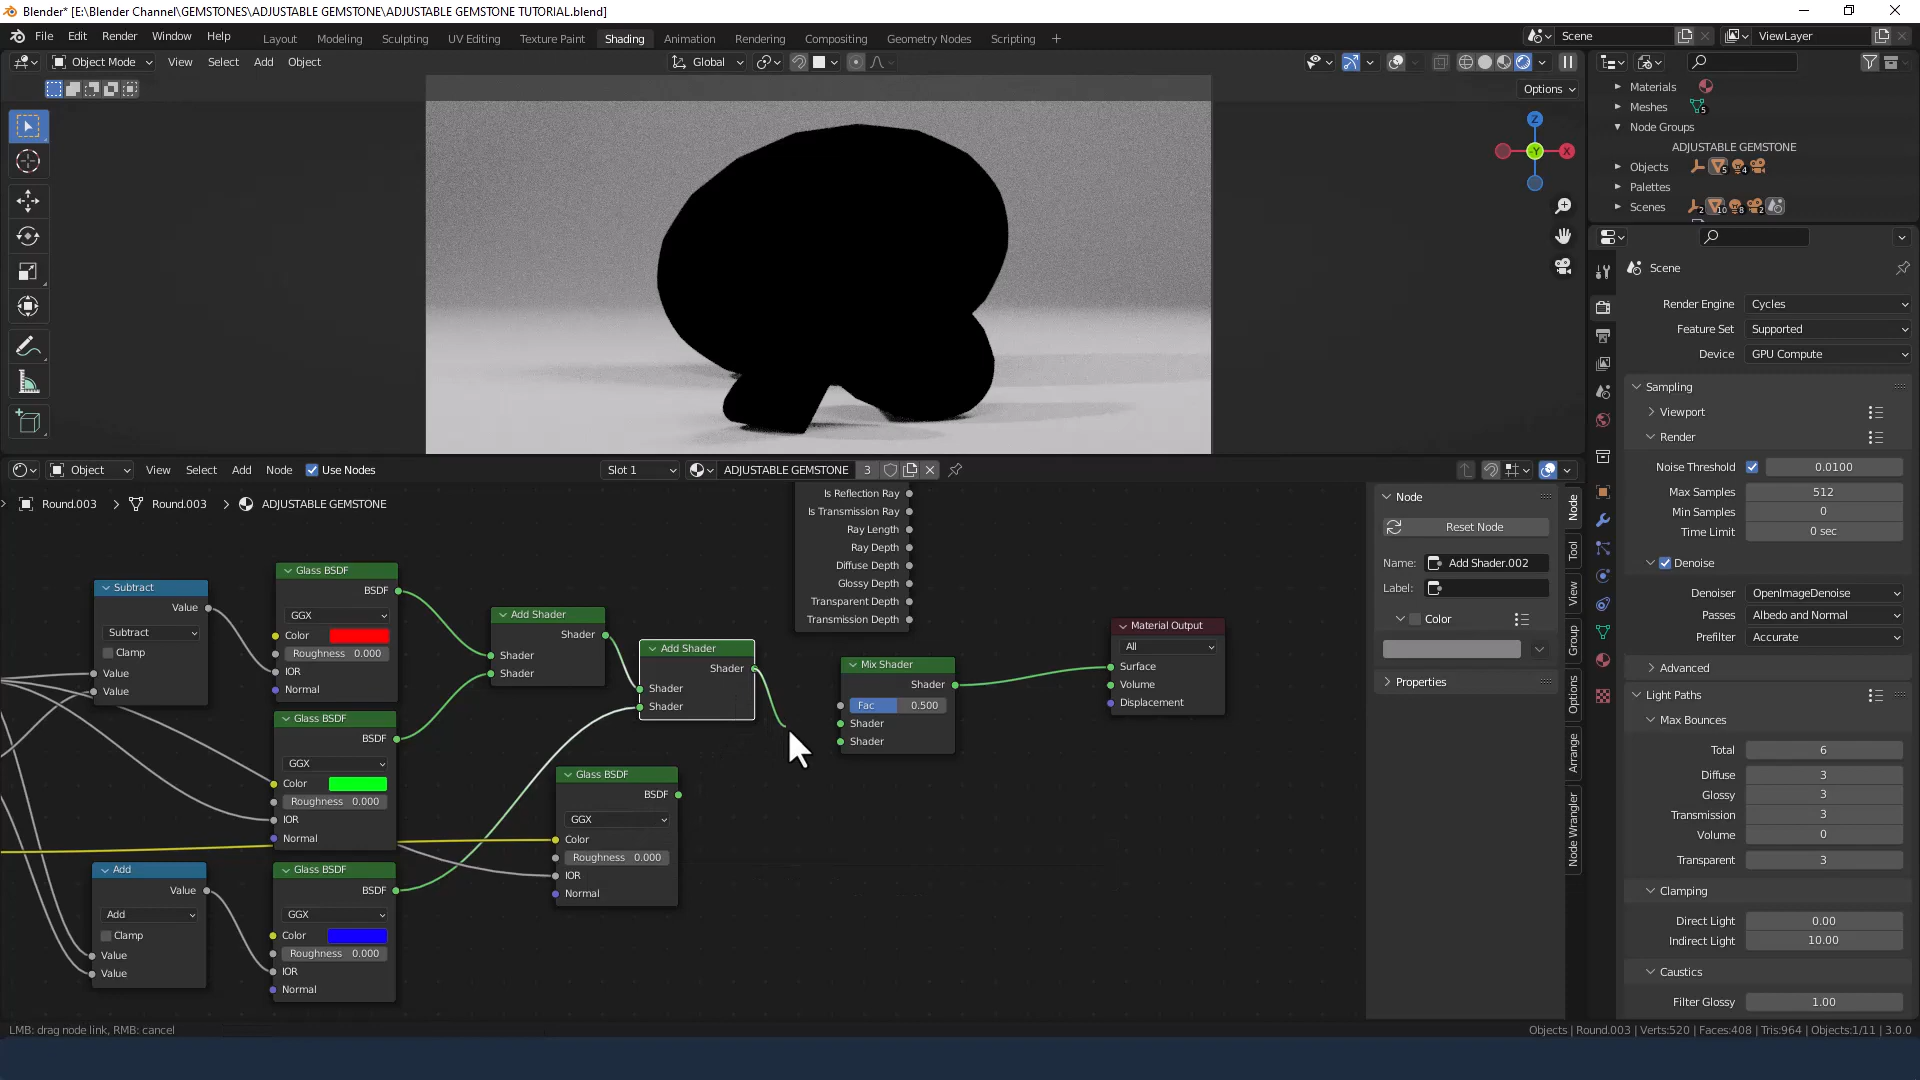 Blender* [E:\Blender Channel\GEMSTONES\ADJUSTABLE GEMSTONE\ADJUSTABLE GEMSTONE TUTORIAL.blend]
File Edit Render Window Help Layout Modeling Sculpting UV Editing Texture Paint Shading Animation Rendering Compositing Geometry Nodes Scripting + Scene ViewLayer
Object Mode View Select Add Object Global
Options
Materials
Meshes 5
Node Groups
ADJUSTABLE GEMSTONE
Objects 5 4
Palettes
Scenes 2 10 8 2
Z
-Y X
Scene
Render Engine Cycles
Feature Set Supported
Device GPU Compute
Sampling
Viewport
Render
Noise Threshold 0.0100
Max Samples 512
Min Samples 0
Time Limit 0 sec
Denoise
Denoiser OpenImageDenoise
Passes Albedo and Normal
Prefilter Accurate
Advanced
Light Paths
Max Bounces
Total 6
Diffuse 3
Glossy 3
Transmission 3
Volume 0
Transparent 3
Clamping
Direct Light 0.00
Indirect Light 10.00
Caustics
Filter Glossy 1.00
Object View Select Add Node Use Nodes Slot 1 ADJUSTABLE GEMSTONE 3
Round.003 Round.003 ADJUSTABLE GEMSTONE
Is Reflection Ray
Is Transmission Ray
Ray Length
Ray Depth
Diffuse Depth
Glossy Depth
Transparent Depth
Transmission Depth
Subtract
Value
Subtract
Clamp
Value
Value
Glass BSDF
BSDF
GGX
Color
Roughness 0.000
IOR
Normal
Glass BSDF
BSDF
GGX
Color
Roughness 0.000
IOR
Normal
Add
Value
Add
Clamp
Value
Value
Glass BSDF
BSDF
GGX
Color
Roughness 0.000
IOR
Normal
Add Shader
Shader
Shader
Shader
Add Shader
Shader
Shader
Shader
Glass BSDF
BSDF
GGX
Color
Roughness 0.000
IOR
Normal
Mix Shader
Shader
Fac 0.500
Shader
Shader
Material Output
All
Surface
Volume
Displacement
Node
Reset Node
Name: Add Shader.002
Label:
Color
Properties
Node
Tool
View
Group
Options
Arrange
Node Wrangler
LMB: drag node link, RMB: cancel
Objects | Round.003 | Verts:520 | Faces:408 | Tris:964 | Objects:1/11 | 3.0.0